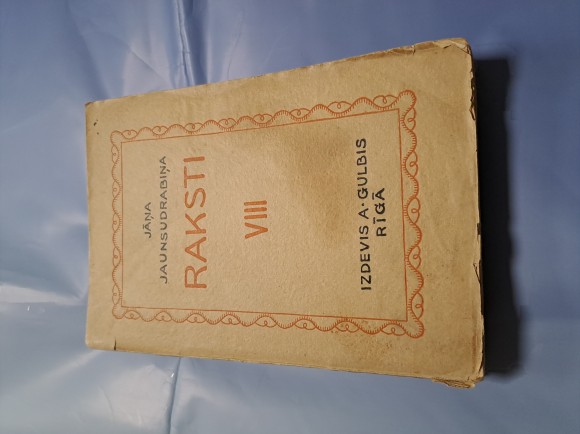 JĀŅA
JAUNSUDRABIŅA
RAKSTI
VIII
IZDEVIS A. GULBIS
RĪGĀ